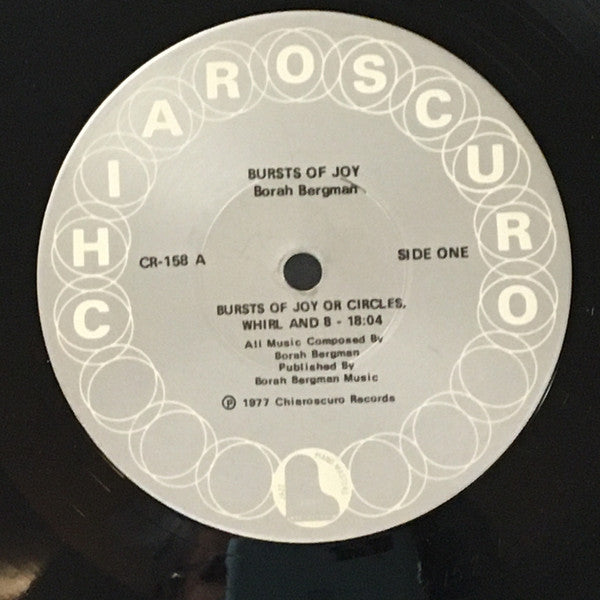 CHIAROSCURO
BURSTS OF JOY
Borah Bergman
CR-158 A
SIDE ONE
BURSTS OF JOY OR CIRCLES,
WHIRL AND 8 - 18:04
All Music Composed By
Borah Bergman
Published By
Borah Bergman Music
℗ 1977 Chiaroscuro Records